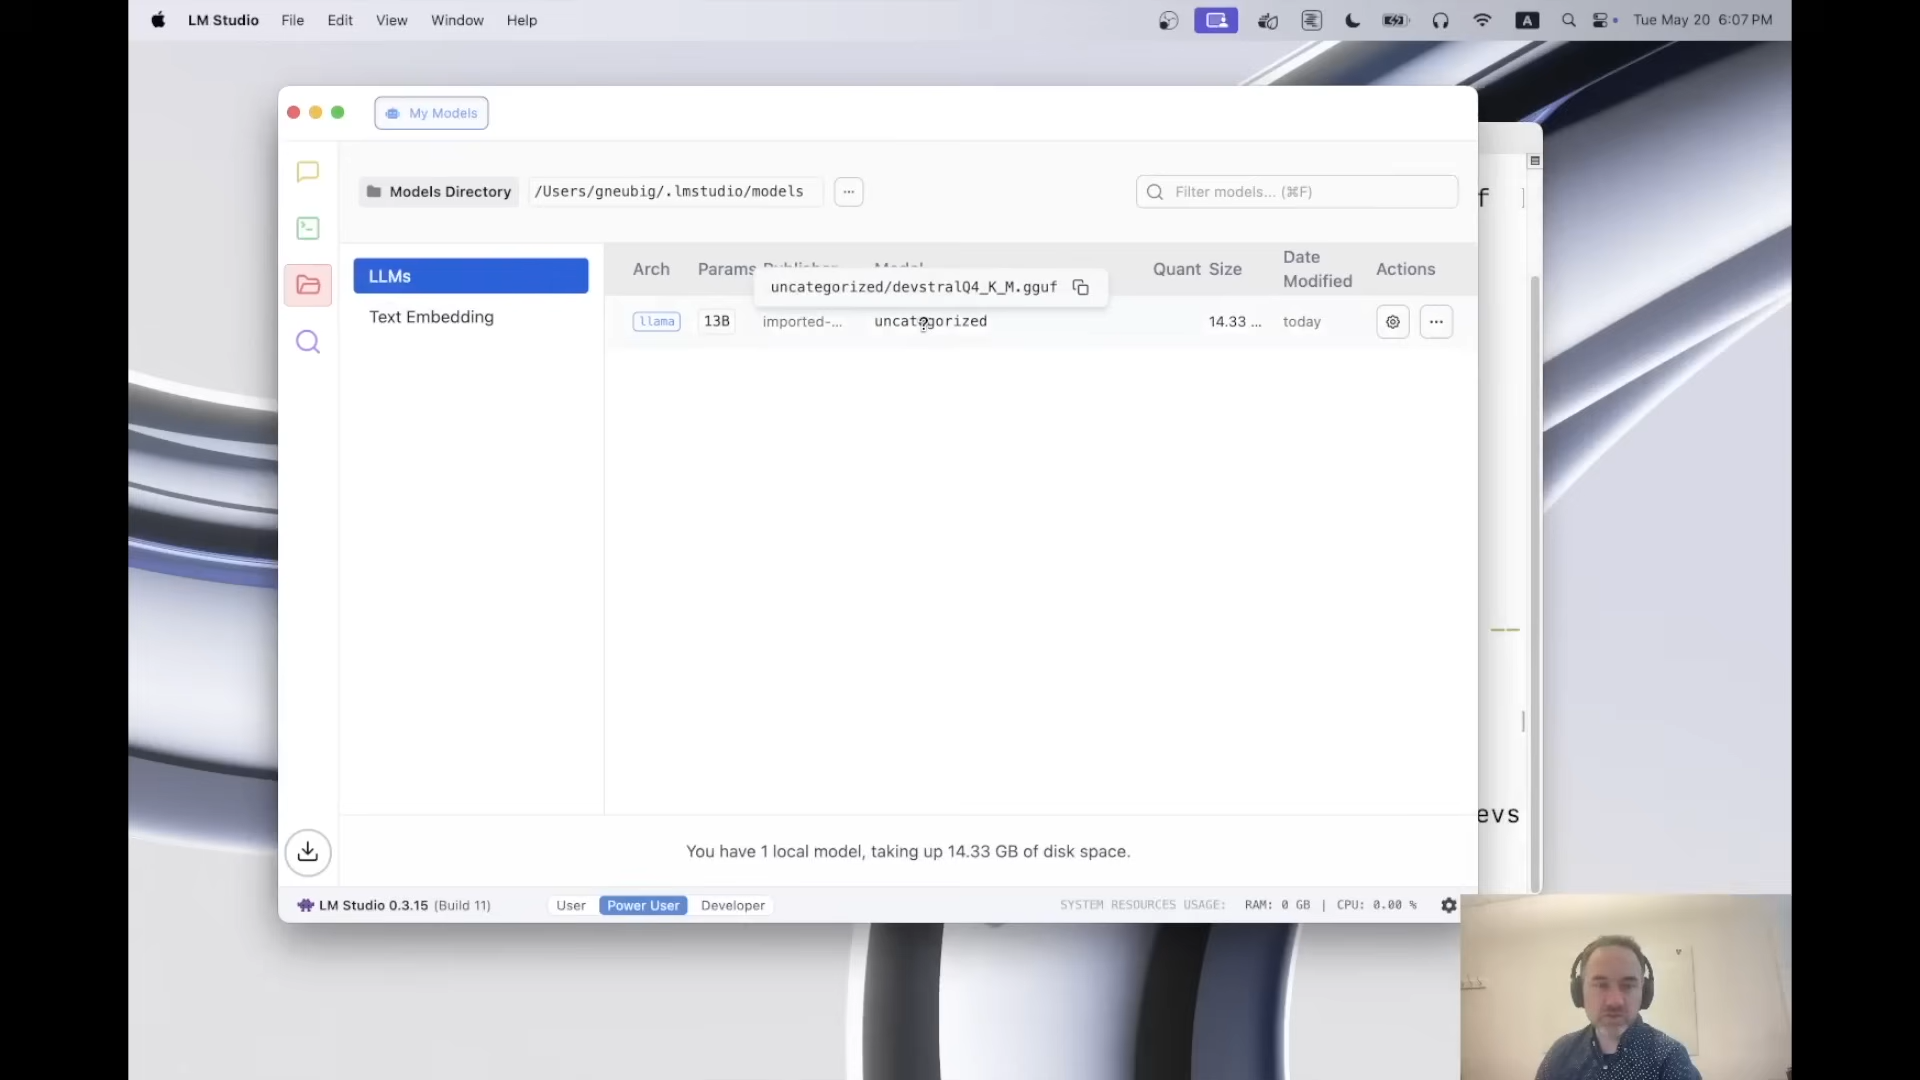 LM Studio File Edit View Window Help A Tue May 20 6:07 PM
My Models
Models Directory /Users/gneubig/.lmstudio/models ... Filter models... (⌘F)
LLMs
Text Embedding
Arch Params Publisher Model Quant Size Date Modified Actions
uncategorized/devstralQ4_K_M.gguf
llama 13B imported-... uncategorized 14.33 ... today
f
evs
You have 1 local model, taking up 14.33 GB of disk space.
LM Studio 0.3.15 (Build 11) User Power User Developer SYSTEM RESOURCES USAGE: RAM: 0 GB | CPU: 0.00 %